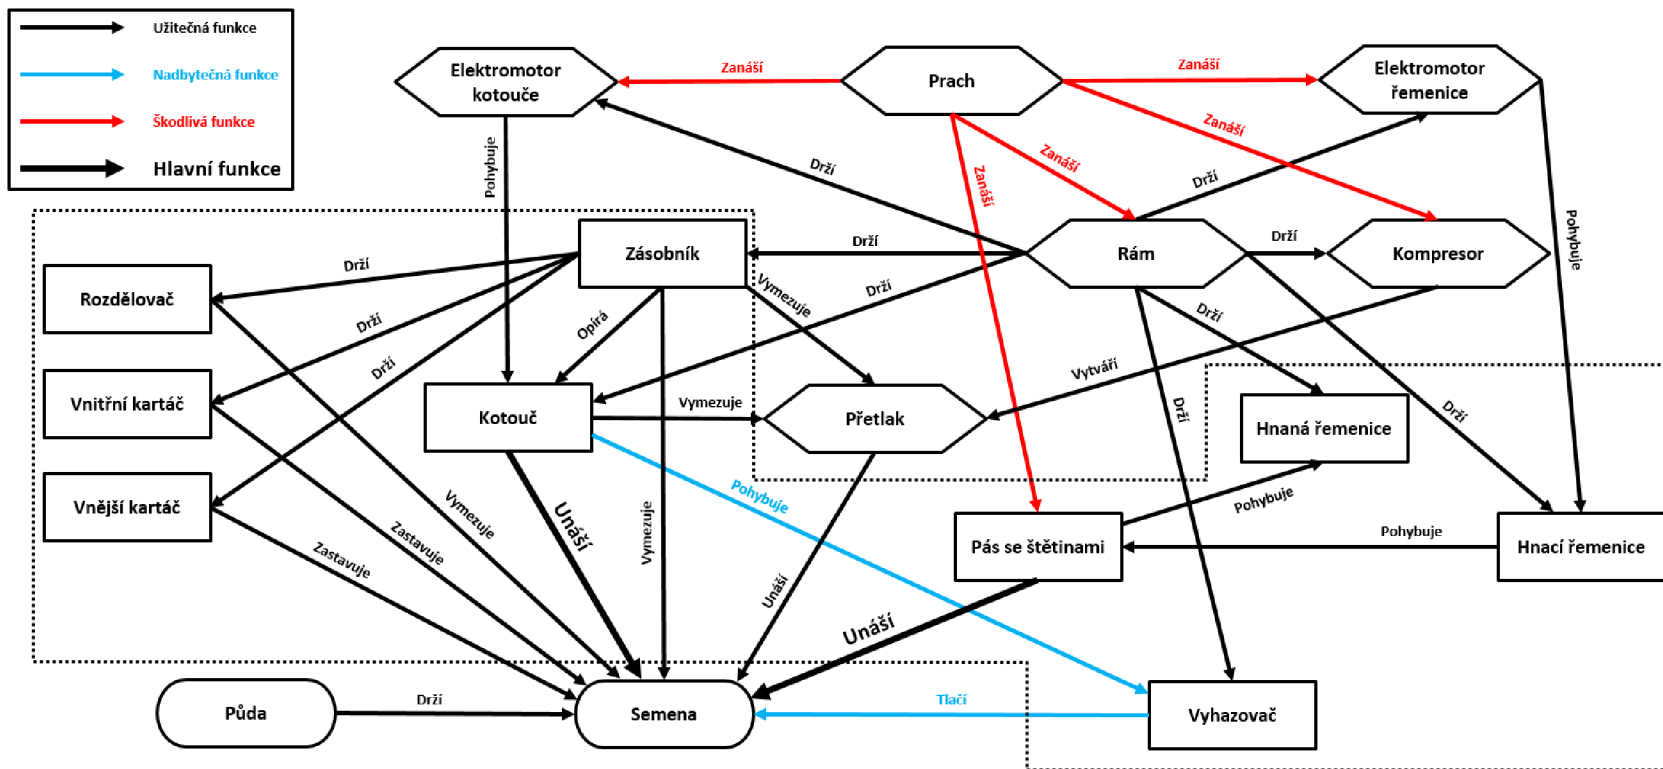 Užitečná funkce
Nadbytečná funkce
Škodlivá funkce
Hlavní funkce
Elektromotor
kotouče
Zanáší
Prach
Zanáší
Elektromotor
řemenice
Zanáší
Pohybuje
Drží
Zanáší
Zanáší
Drží
Pohybuje
Zásobník
Drží
Rám
Drží
Kompresor
Rozdělovač
Drží
Vymezuje
Drží
Drží
Opírá
Drží
Drží
Vytváří
Vnitřní kartáč
Kotouč
Vymezuje
Přetlak
Drží
Drží
Hnaná řemenice
Vnější kartáč
Vymezuje
Zastavuje
Zastavuje
Unáší
Vymezuje
Pohybuje
Unáší
Pohybuje
Pás se štětinami
Pohybuje
Hnací řemenice
Unáší
Půda
Drží
Semena
Tlačí
Vyhazovač